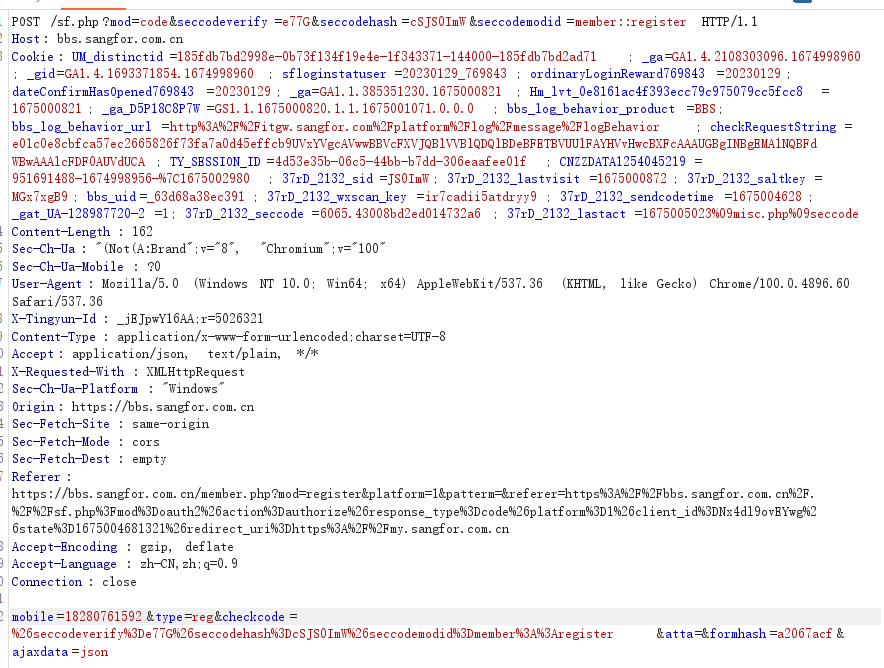 POST /sf.php?mod=code&seccodeverify=e77G&seccodehash=cSJS0ImW&seccodemodid=member::register HTTP/1.1
Host: bbs.sangfor.com.cn
Cookie: UM_distinctid=185fdb7bd2998e-0b73f134f19e4e-1f343371-144000-185fdb7bd2ad71; _ga=GA1.4.2108303096.1674998960
; _gid=GA1.4.1693371854.1674998960; sfloginstatuser=20230129_769843; ordinaryLoginReward769843=20230129;
dateConfirmHasOpened769843=20230129; _ga=GA1.1.385351230.1675000821; Hm_lvt_0e8161ac4f393ecc79c975079cc5fcc8=
1675000821; _ga_D5P18C8P7W=GS1.1.1675000820.1.1.1675001071.0.0.0; bbs_log_behavior_product=BBS;
bbs_log_behavior_url=http%3A%2F%2Fitgw.sangfor.com%2Fplatform%2Flog%2Fmessage%2FlogBehavior; checkRequestString=
e01c0e8cbfca57ec2665826f73fa7a0d45effcb9UVxYVgcAVwwBBVcFXVJQBlVVBlQDQlBDeBFETBVUUlFAYHVvHwcBXFcAAAUGBgINBgEMA1NQBFd
WBwAAAlcFDF0AUVdUCA; TY_SESSION_ID=4d53e35b-06c5-44bb-b7dd-306eaafee01f; CNZZDATA1254045219=
951691488-1674998956-%7C1675002980; 37rD_2132_sid=JS0ImW; 37rD_2132_lastvisit=1675000872; 37rD_2132_saltkey=
MGx7xgB9; bbs_uid=_63d68a38ec391; 37rD_2132_wxscan_key=ir7cadii5atdryy9; 37rD_2132_sendcodetime=1675004628;
_gat_UA-128987720-2=1; 37rD_2132_seccode=6065.43008bd2ed014732a6; 37rD_2132_lastact=1675005023%09misc.php%09seccode
Content-Length: 162
Sec-Ch-Ua: "(Not(A:Brand";v="8", "Chromium";v="100"
Sec-Ch-Ua-Mobile: ?0
User-Agent: Mozilla/5.0 (Windows NT 10.0; Win64; x64) AppleWebKit/537.36 (KHTML, like Gecko) Chrome/100.0.4896.60
Safari/537.36
X-Tingyun-Id: _jEJpwY16AA;r=5026321
Content-Type: application/x-www-form-urlencoded;charset=UTF-8
Accept: application/json, text/plain, */*
X-Requested-With: XMLHttpRequest
Sec-Ch-Ua-Platform: "Windows"
Origin: https://bbs.sangfor.com.cn
Sec-Fetch-Site: same-origin
Sec-Fetch-Mode: cors
Sec-Fetch-Dest: empty
Referer:
https://bbs.sangfor.com.cn/member.php?mod=register&platform=1&patterm=&referer=https%3A%2F%2Fbbs.sangfor.com.cn%2F.
%2F%2Fsf.php%3Fmod%3Doauth2%26action%3Dauthorize%26response_type%3Dcode%26platform%3D1%26client_id%3DNx4dl9ovEYwg%2
6state%3D1675004681321%26redirect_uri%3Dhttps%3A%2F%2Fmy.sangfor.com.cn
Accept-Encoding: gzip, deflate
Accept-Language: zh-CN,zh;q=0.9
Connection: close
mobile=18280761592&type=reg&checkcode=
%26seccodeverify%3De77G%26seccodehash%3DcSJS0ImW%26seccodemodid%3Dmember%3A%3Aregister&atta=&formhash=a2067acf&
ajaxdata=json